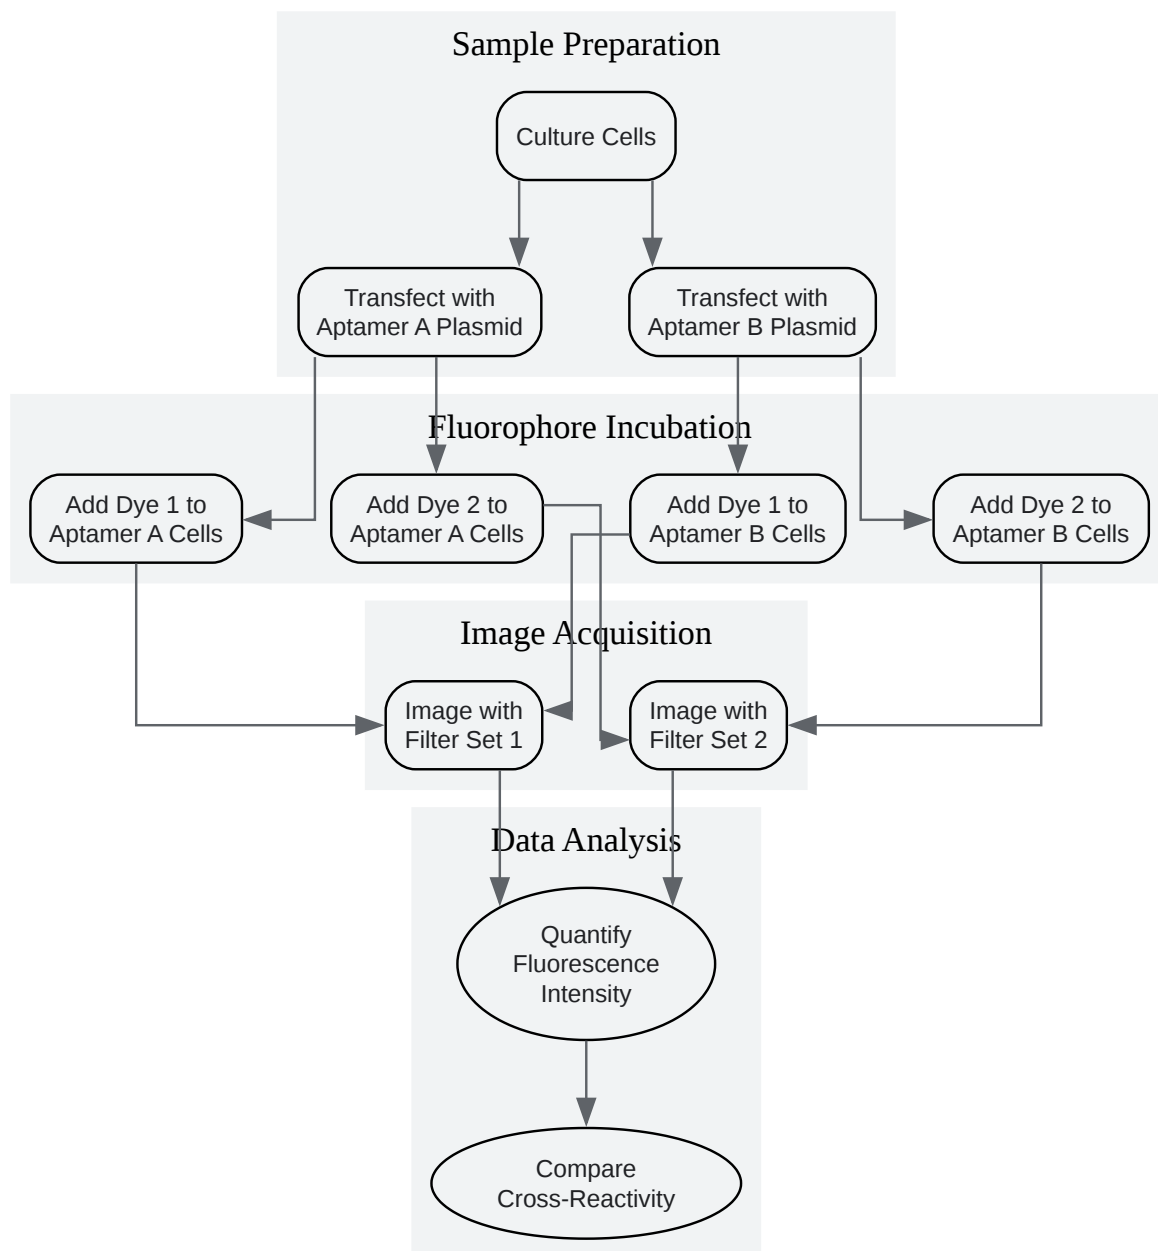 Sample Preparation
Culture Cells
Transfect with
Aptamer A Plasmid
Transfect with
Aptamer B Plasmid
Fluorophore Incubation
Add Dye 1 to
Aptamer A Cells
Add Dye 2 to
Aptamer A Cells
Add Dye 1 to
Aptamer B Cells
Add Dye 2 to
Aptamer B Cells
Image Acquisition
Image with
Filter Set 1
Image with
Filter Set 2
Data Analysis
Quantify
Fluorescence
Intensity
Compare
Cross-Reactivity